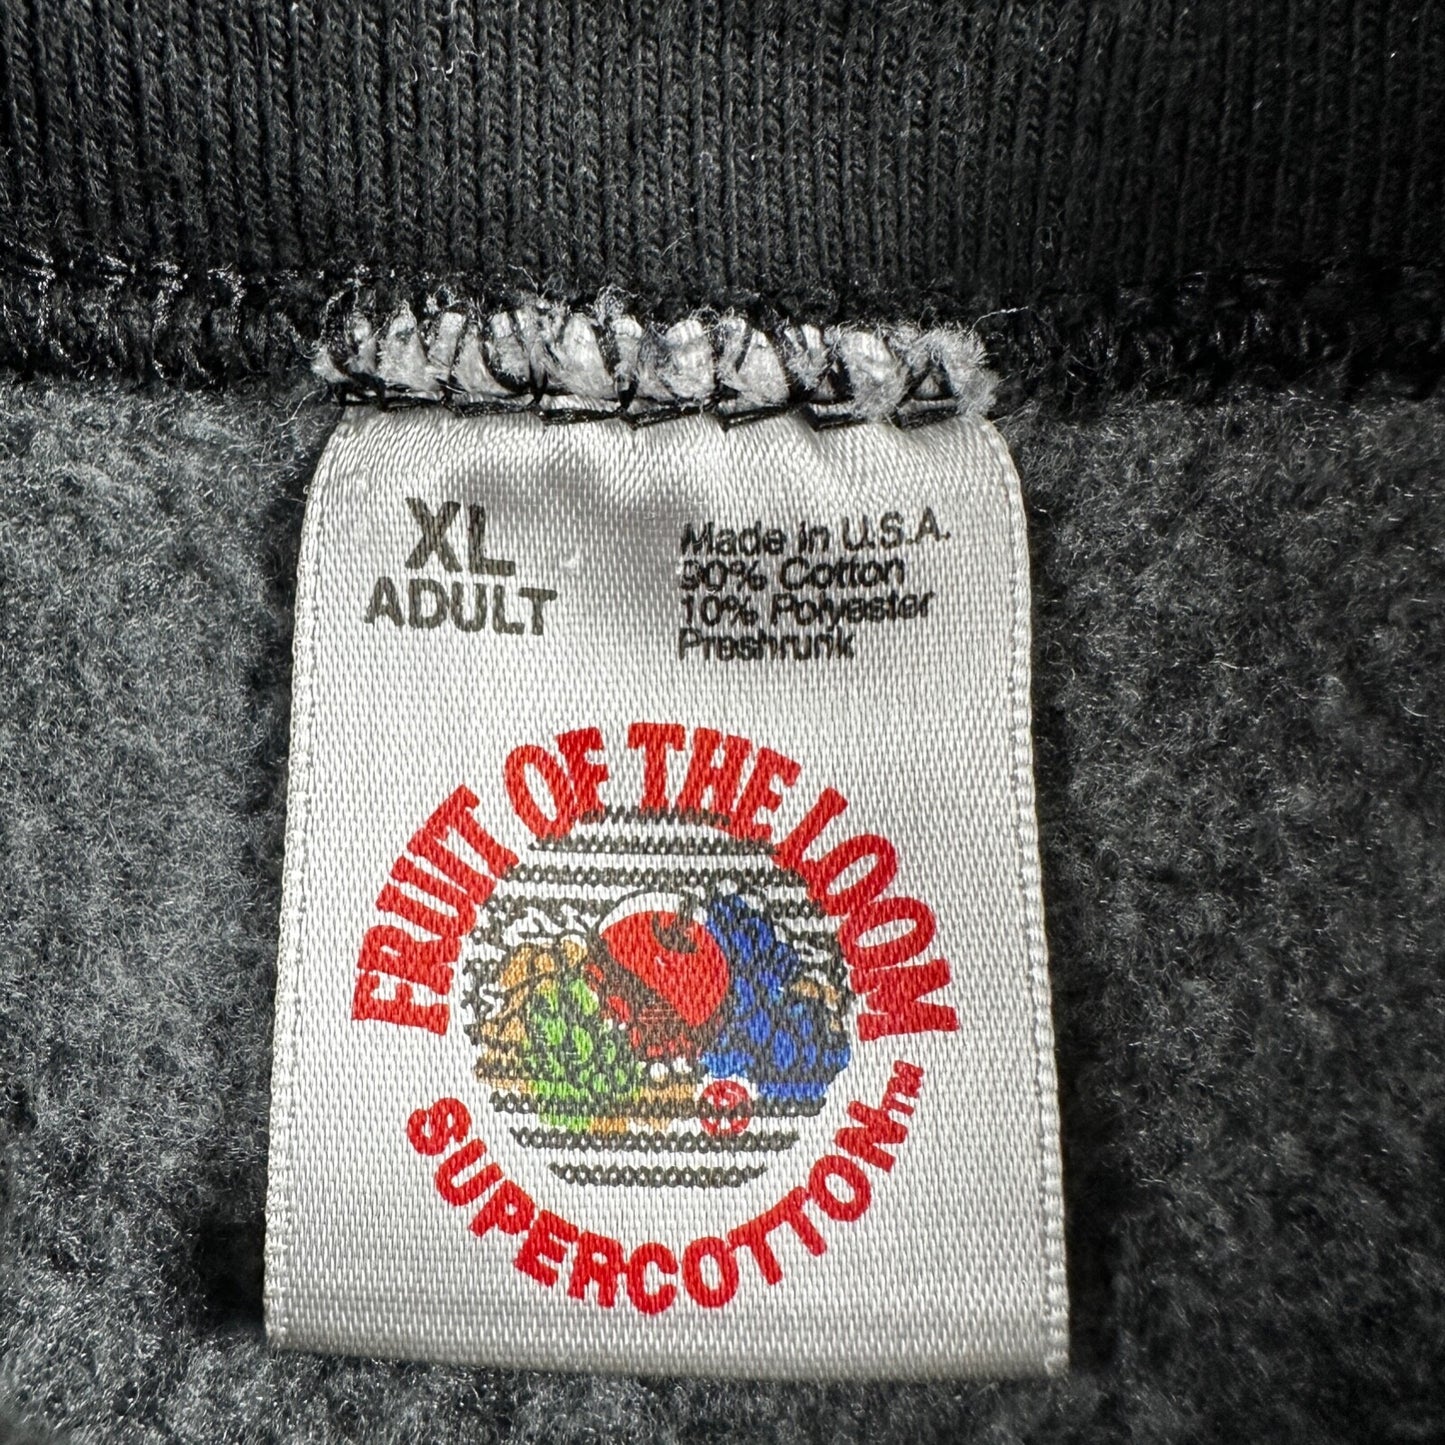 XL
ADULT
Made in U.S.A.
90% Cotton
10% Polyester
Preshrunk
FRUIT OF THE LOOM
SUPERCOTTON™